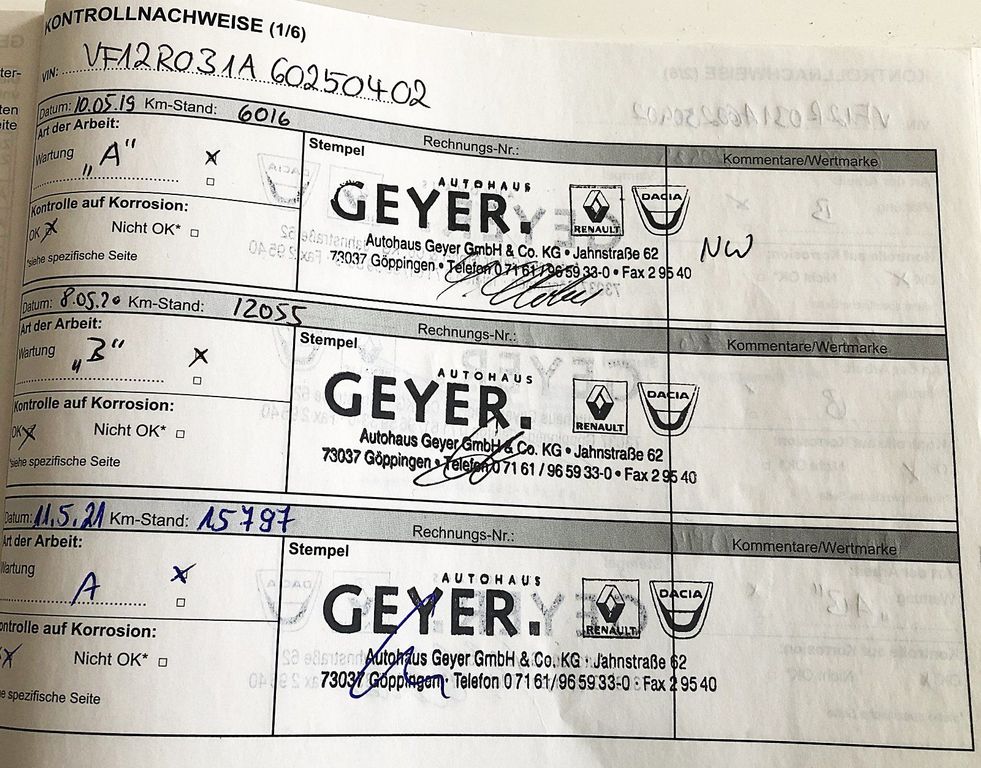 KONTROLLNACHWEISE (1/6)
VIN: VF12R031A60250402
Datum: 10.05.19 Km-Stand: 6016
Rechnungs-Nr.:
Kommentare/Wertmarke
Art der Arbeit:
Stempel
Wartung „A"
AUTOHAUS
GEYER.
RENAULT
DACIA
Kontrolle auf Korrosion:
OK Nicht OK*
*siehe spezifische Seite
Autohaus Geyer GmbH & Co. KG • Jahnstraße 62
73037 Göppingen • Telefon 0 71 61 / 96 59 33-0 • Fax 2 95 40
NW
Datum: 8.05.20 Km-Stand: 12055
Rechnungs-Nr.:
Kommentare/Wertmarke
Art der Arbeit:
Stempel
Wartung „B"
AUTOHAUS
GEYER.
RENAULT
DACIA
Kontrolle auf Korrosion:
OK Nicht OK*
*siehe spezifische Seite
Autohaus Geyer GmbH & Co. KG • Jahnstraße 62
73037 Göppingen • Telefon 0 71 61 / 96 59 33-0 • Fax 2 95 40
Datum: 11.5.21 Km-Stand: 15797
Rechnungs-Nr.:
Kommentare/Wertmarke
Art der Arbeit:
Stempel
Wartung A
AUTOHAUS
GEYER.
RENAULT
DACIA
ontrolle auf Korrosion:
Nicht OK*
e spezifische Seite
Autohaus Geyer GmbH & Co. KG • Jahnstraße 62
73037 Göppingen • Telefon 0 71 61 / 96 59 33-0 • Fax 2 95 40